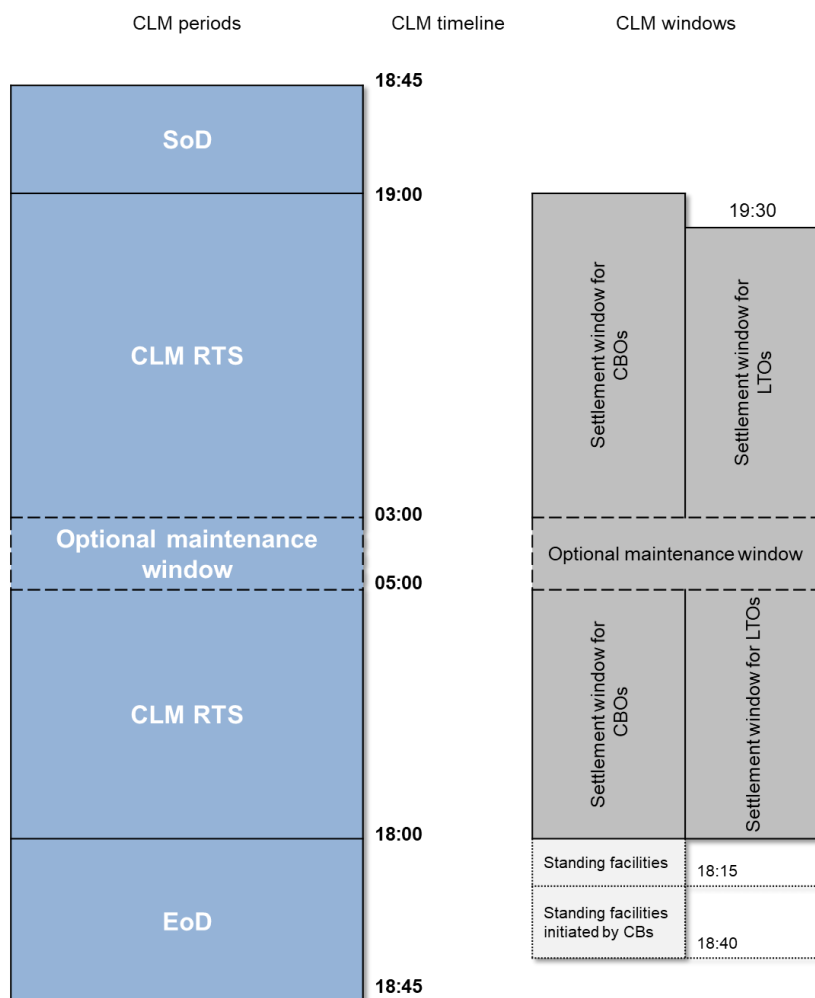 CLM periods
CLM timeline
CLM windows
18:45
SoD
19:00
19:30
CLM RTS
Settlement window for
CBOs
Settlement window for
LTOs
03:00
Optional maintenance
window
Optional maintenance window
05:00
CLM RTS
Settlement window for
CBOs
Settlement window for LTOs
18:00
Standing facilities
18:15
EoD
Standing facilities
initiated by CBs
18:40
18:45